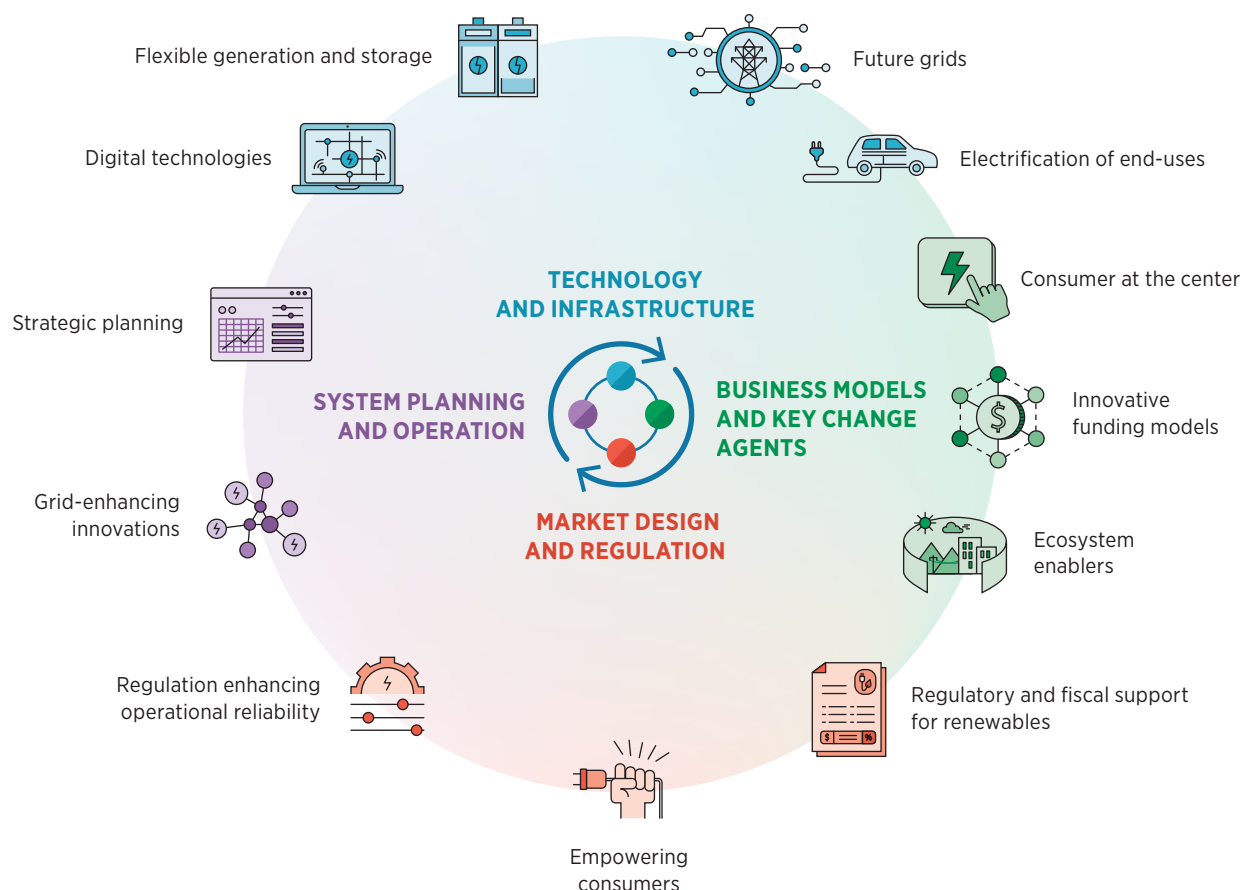 Flexible generation and storage
Future grids
Digital technologies
Electrification of end-uses
Consumer at the center
TECHNOLOGY
AND INFRASTRUCTURE
Strategic planning
SYSTEM PLANNING
AND OPERATION
BUSINESS MODELS
AND KEY CHANGE
AGENTS
Innovative
funding models
$
Grid-enhancing
innovations
MARKET DESIGN
AND REGULATION
Ecosystem
enablers
Regulation enhancing
operational reliability
Regulatory and fiscal support
for renewables
$ %
Empowering
consumers